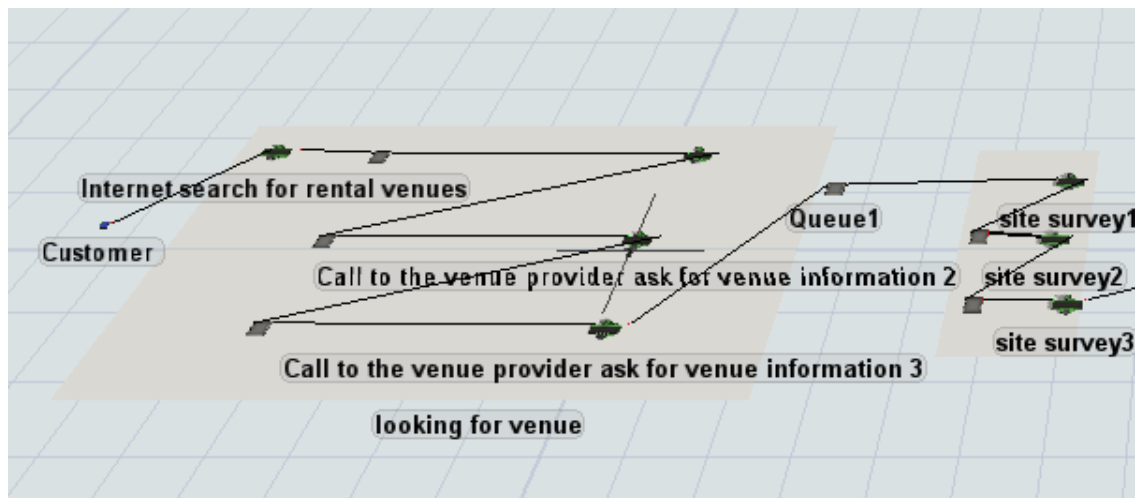 Internet search for rental venues
Customer
Queue1
site survey1
Call to the venue provider ask for venue information 2
site survey2
site survey3
Call to the venue provider ask for venue information 3
looking for venue